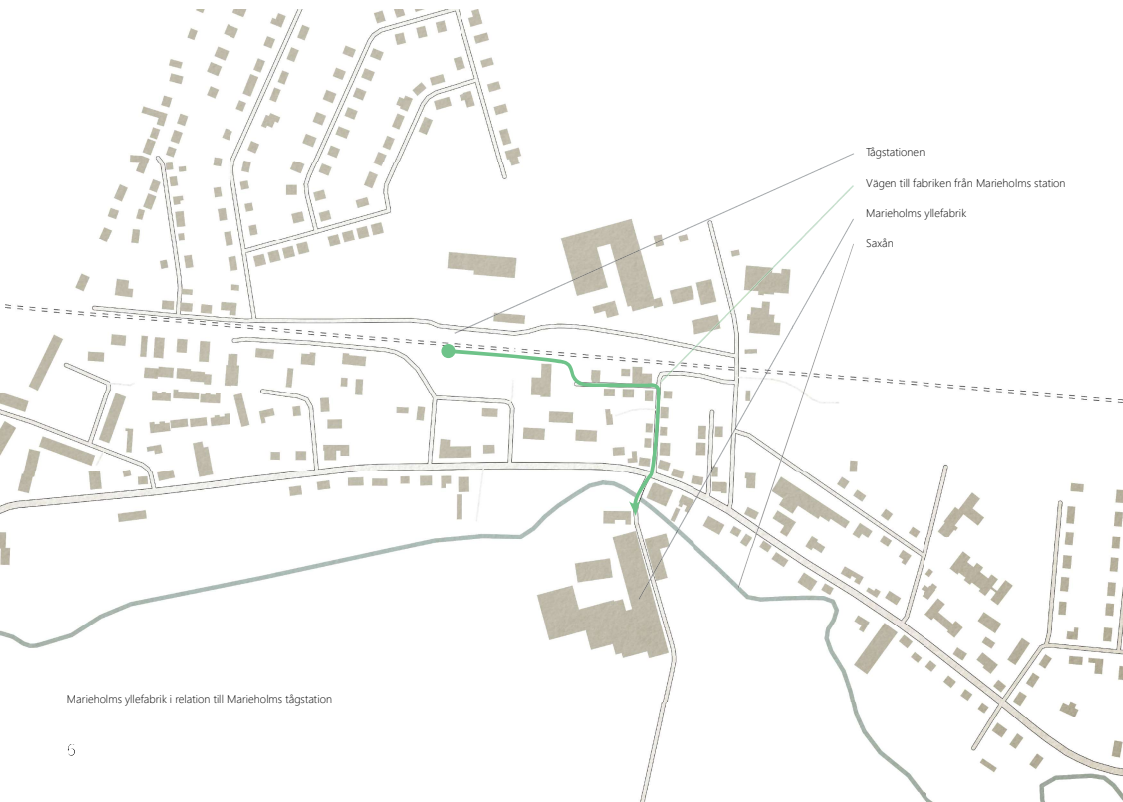 Tågstationen
Vägen till fabriken från Marieholms station
Marieholms yllefabrik
Saxån
Marieholms yllefabrik i relation till Marieholms tågstation
6